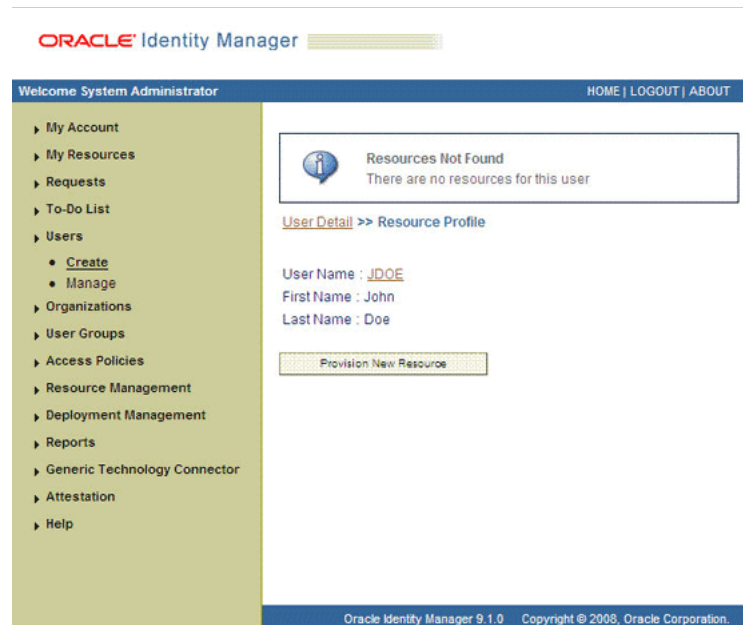 ORACLE Identity Manager
Welcome System Administrator
HOME | LOGOUT | ABOUT
My Account
My Resources
Requests
To-Do List
Users
Create
Manage
Organizations
User Groups
Access Policies
Resource Management
Deployment Management
Reports
Generic Technology Connector
Attestation
Help
Resources Not Found
There are no resources for this user
User Detail >> Resource Profile
User Name : JDOE
First Name : John
Last Name : Doe
Provision New Resource
Oracle Identity Manager 9.1.0 Copyright © 2008, Oracle Corporation.